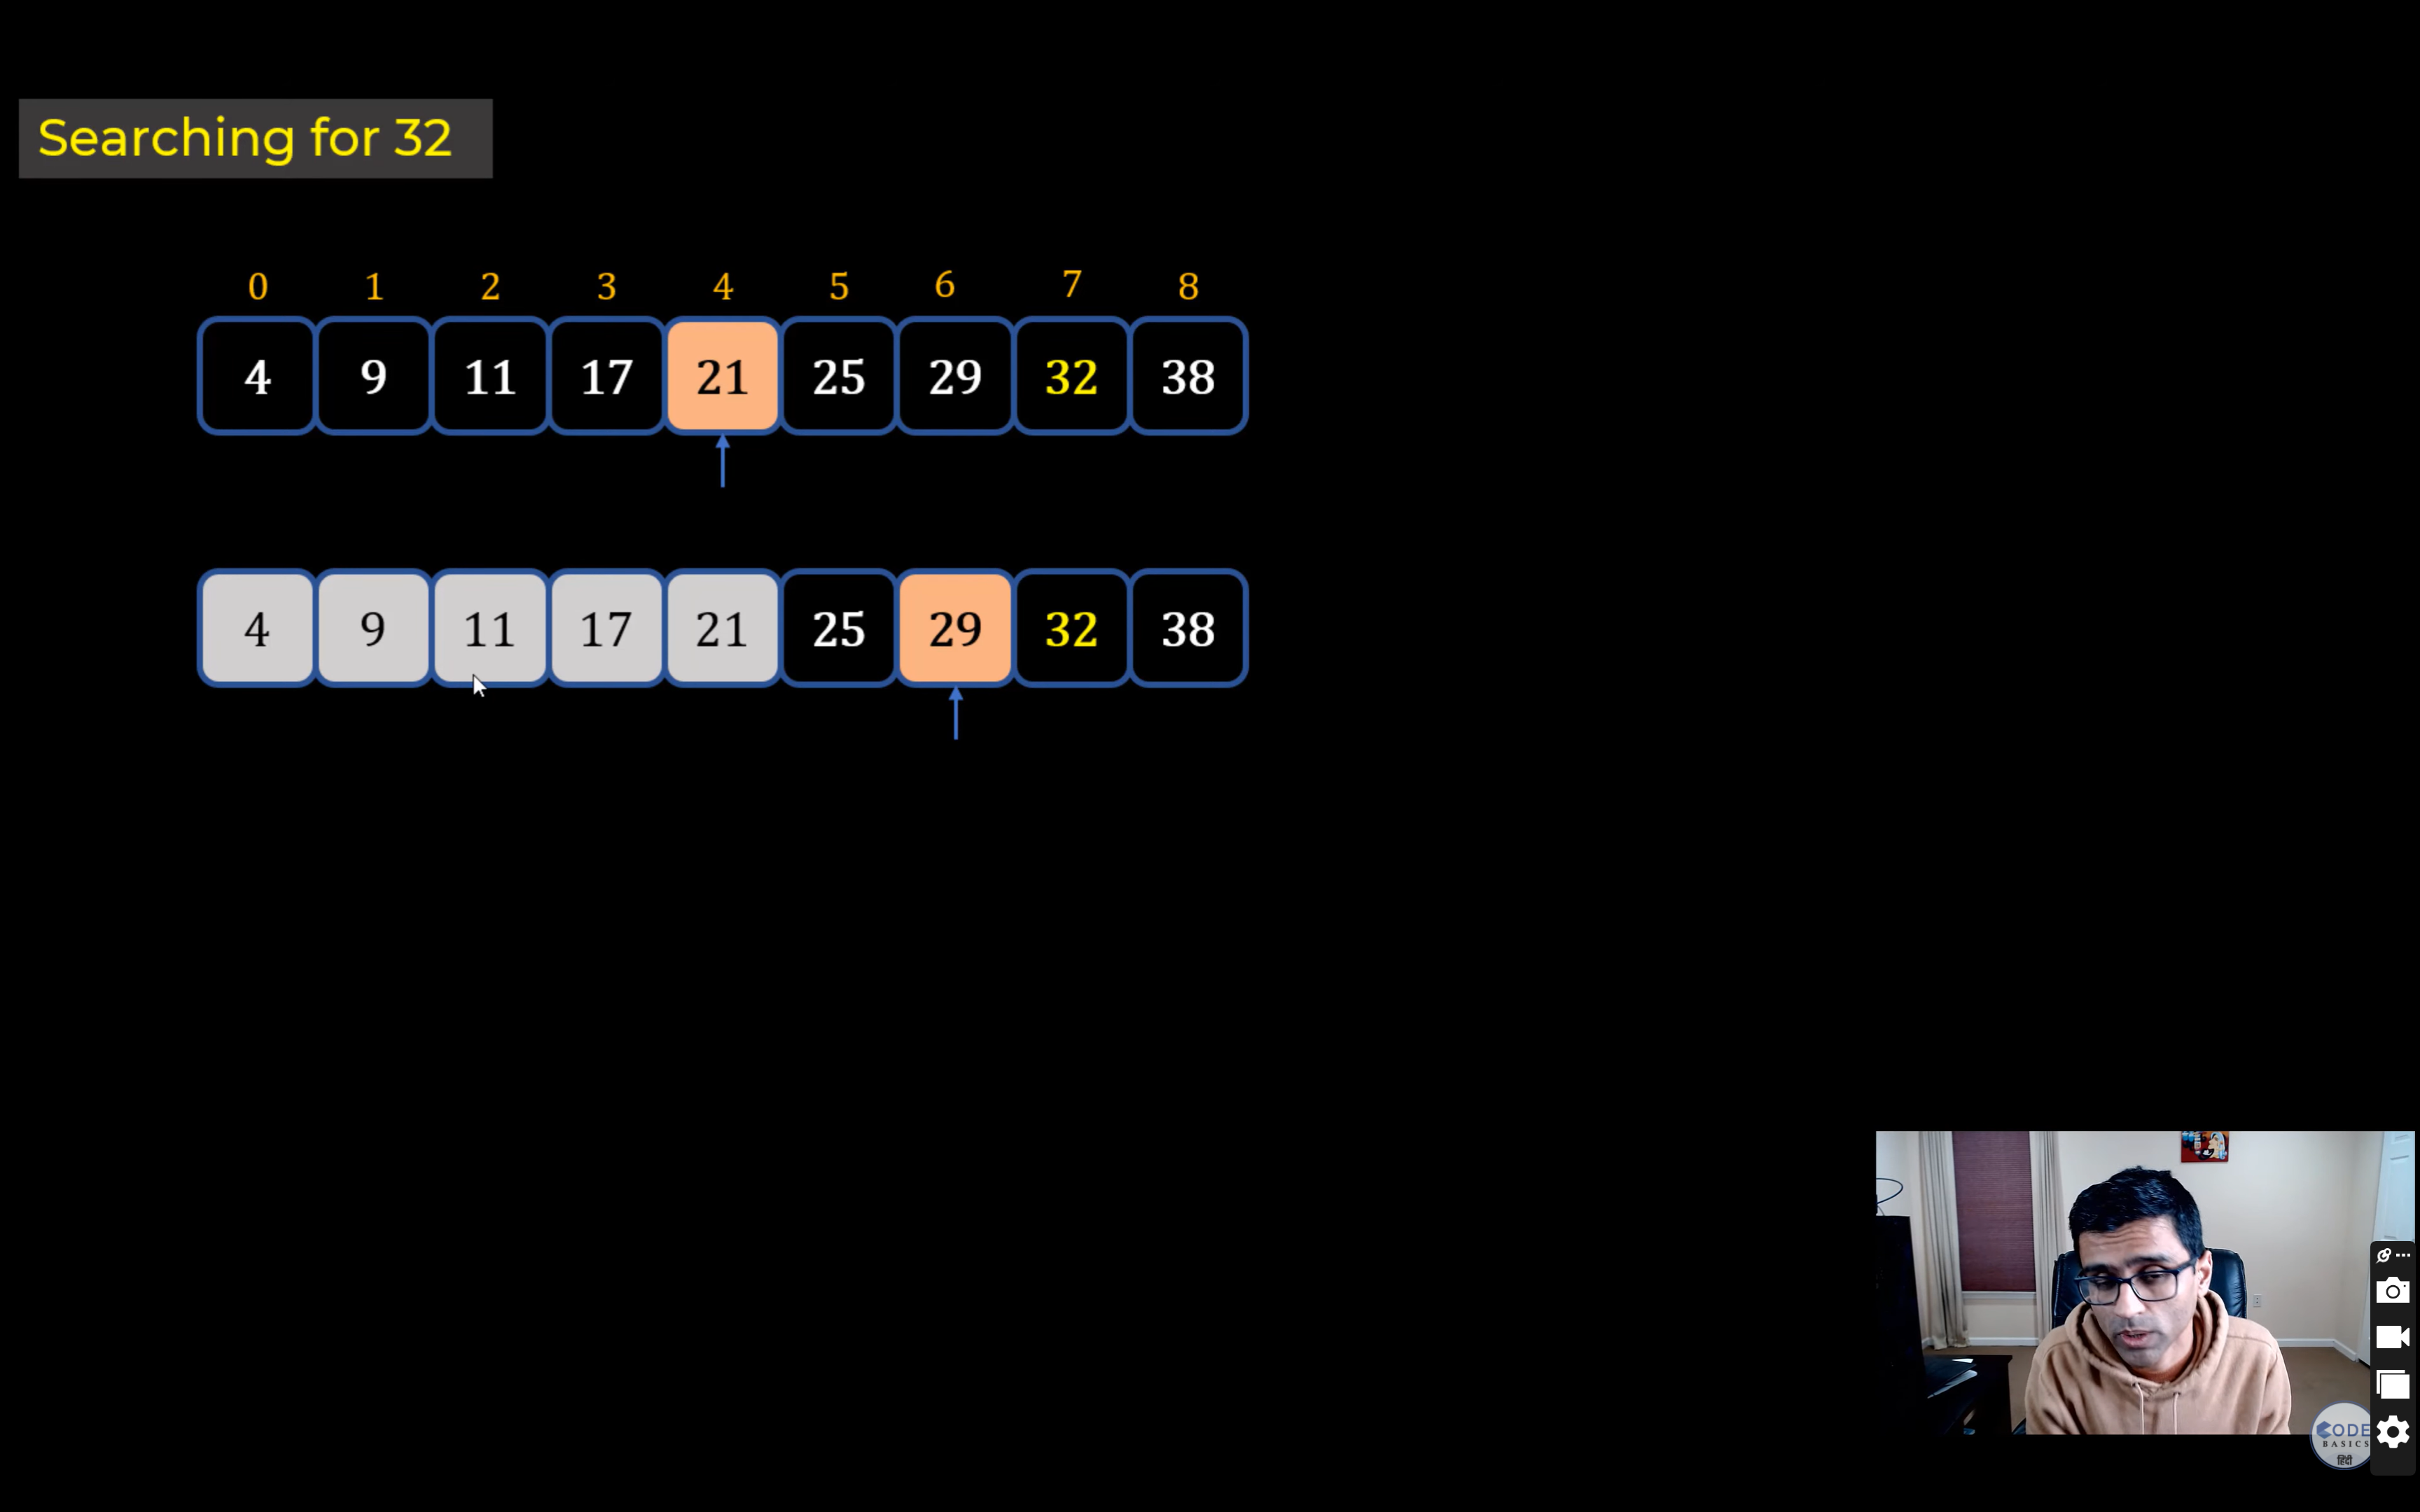 Searching for 32
0 1 2 3 4 5 6 7 8
4 9 11 17 21 25 29 32 38
4 9 11 17 21 25 29 32 38
CODE
BASICS
हिंदी